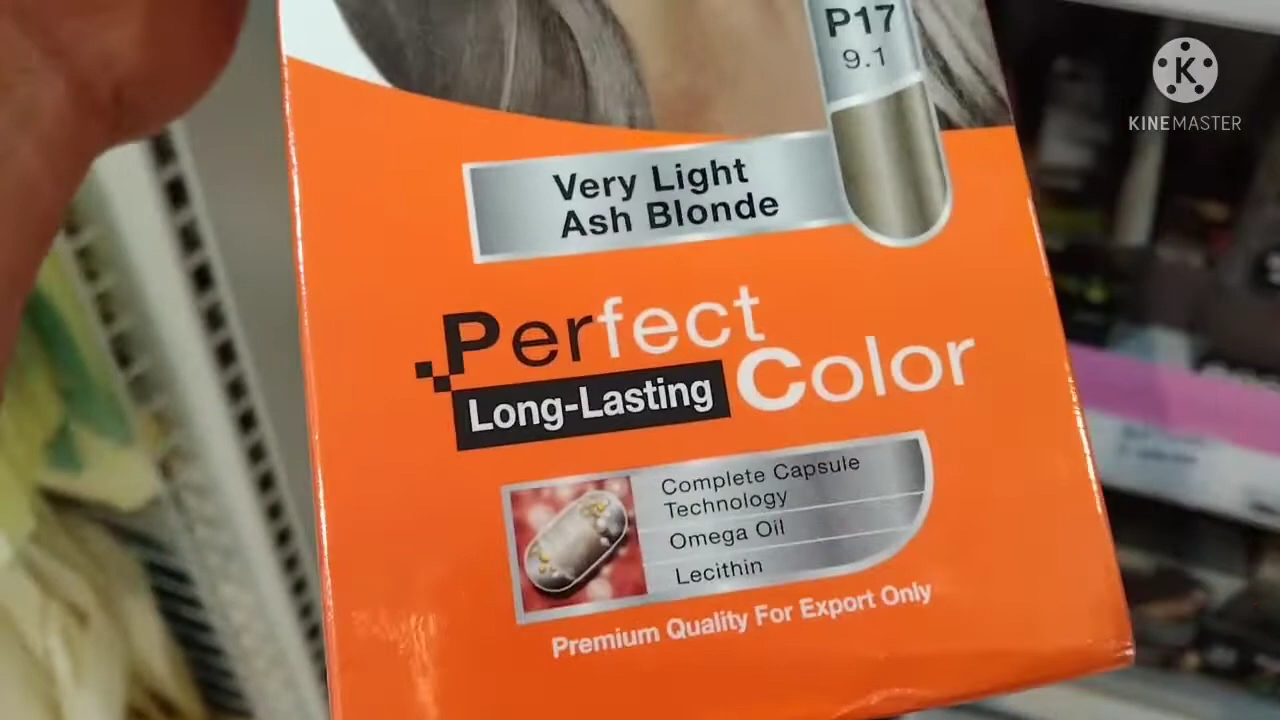 P17
9.1
KINEMASTER
Very Light
Ash Blonde
Perfect
Long-Lasting Color
Complete Capsule
Technology
Omega Oil
Lecithin
Premium Quality For Export Only